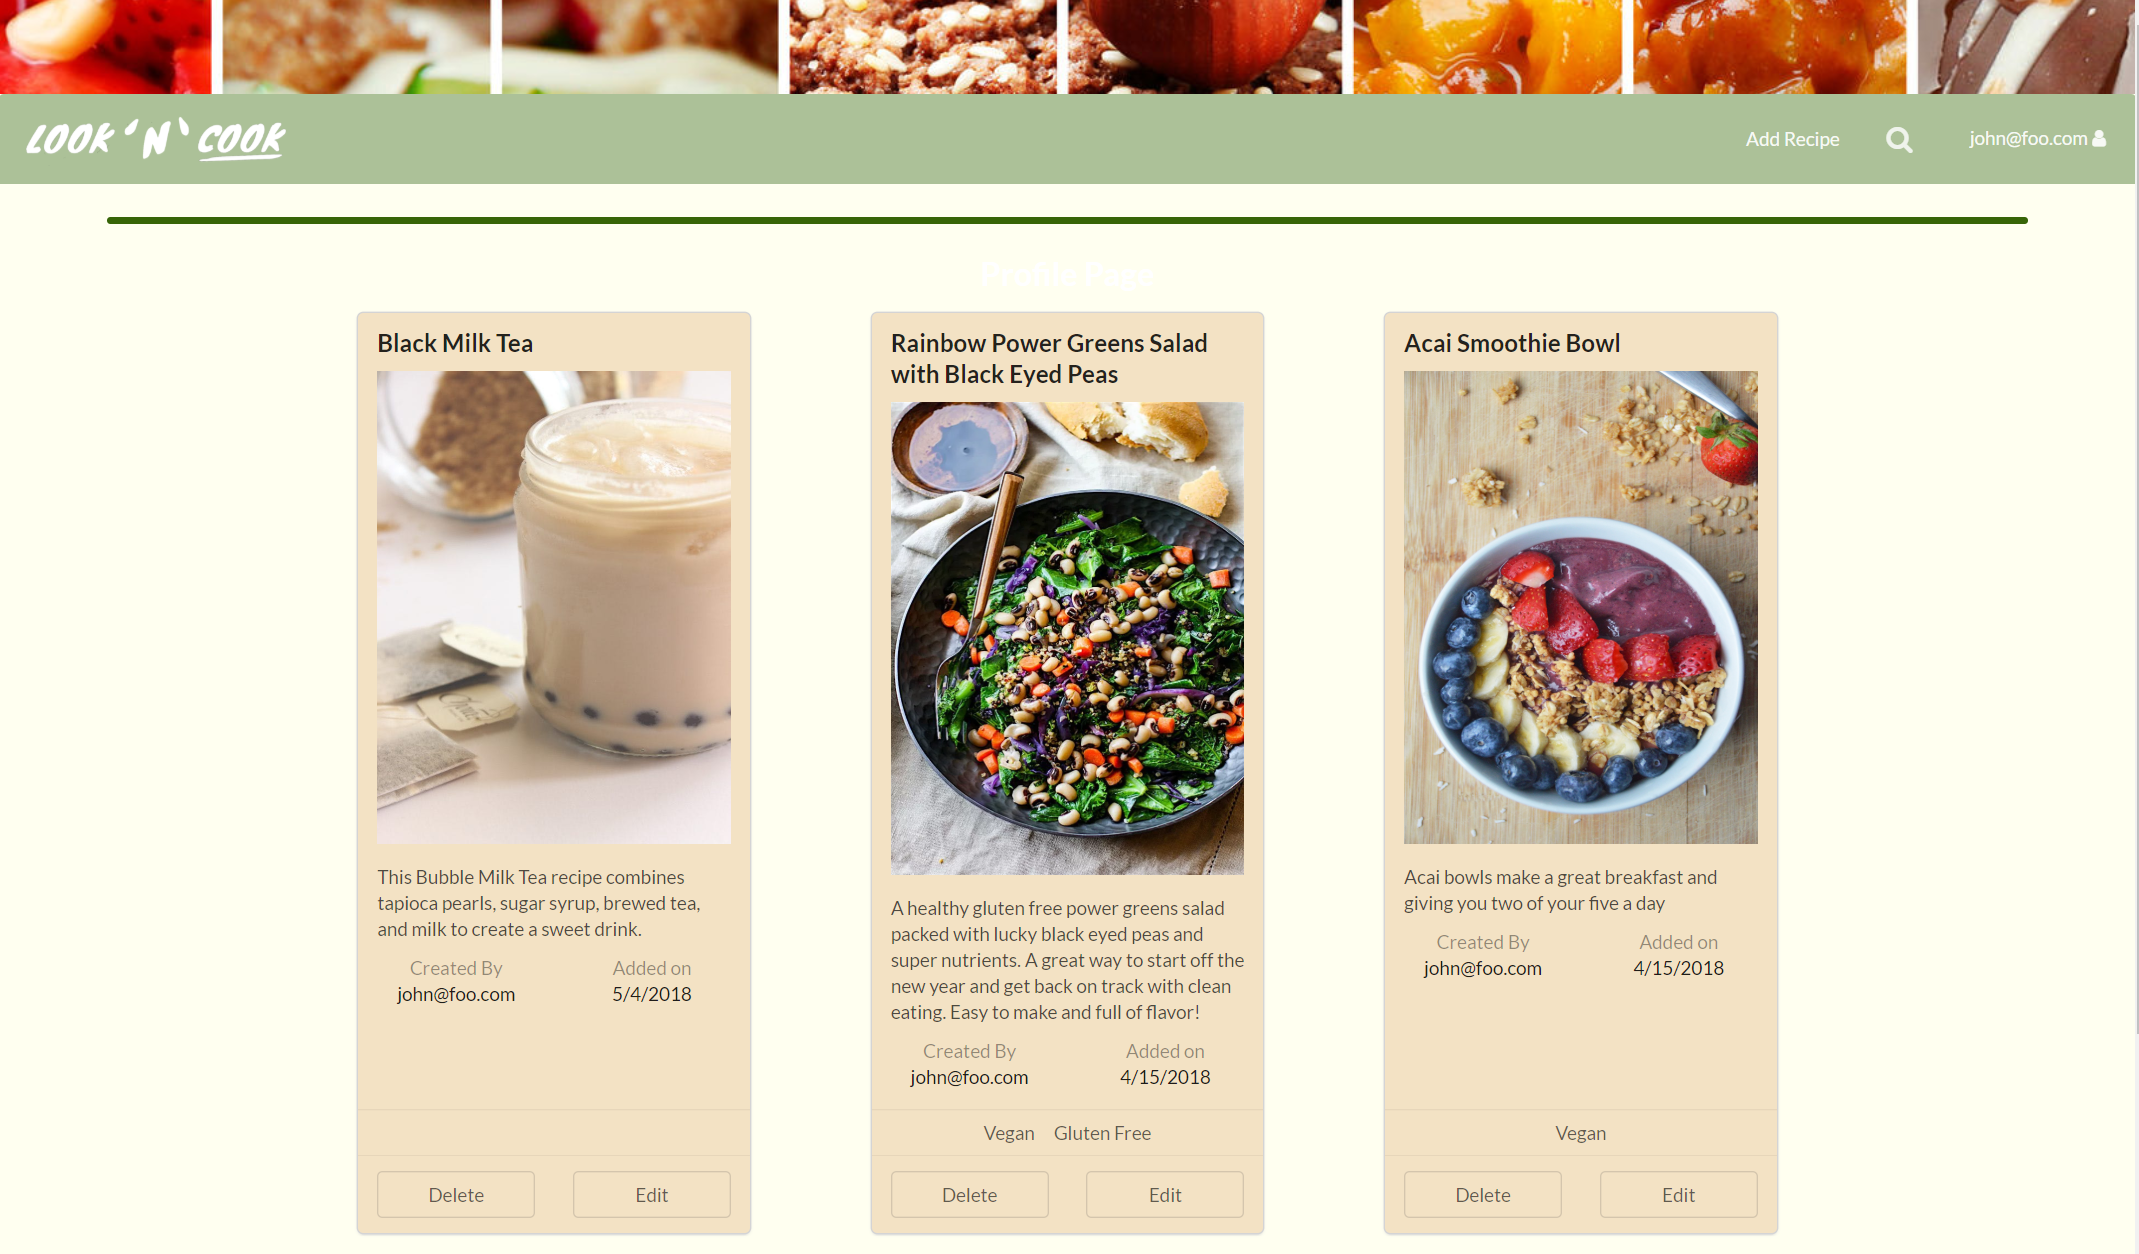 LOOK 'N' COOK
Add Recipe
john@foo.com
Profile Page
Black Milk Tea
This Bubble Milk Tea recipe combines
tapioca pearls, sugar syrup, brewed tea,
and milk to create a sweet drink.
Created By
john@foo.com
Added on
5/4/2018
Delete
Edit
Rainbow Power Greens Salad
with Black Eyed Peas
A healthy gluten free power greens salad
packed with lucky black eyed peas and
super nutrients. A great way to start off the
new year and get back on track with clean
eating. Easy to make and full of flavor!
Created By
john@foo.com
Added on
4/15/2018
Vegan
Gluten Free
Delete
Edit
Acai Smoothie Bowl
Acai bowls make a great breakfast and
giving you two of your five a day
Created By
john@foo.com
Added on
4/15/2018
Vegan
Delete
Edit